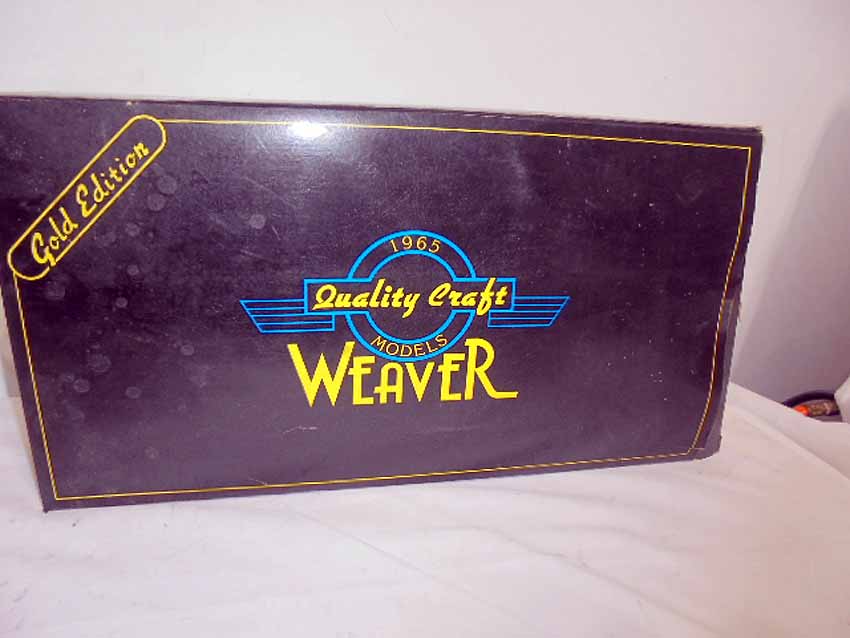 Gold Edition
1965
Quality Craft
MODELS
WEAVER